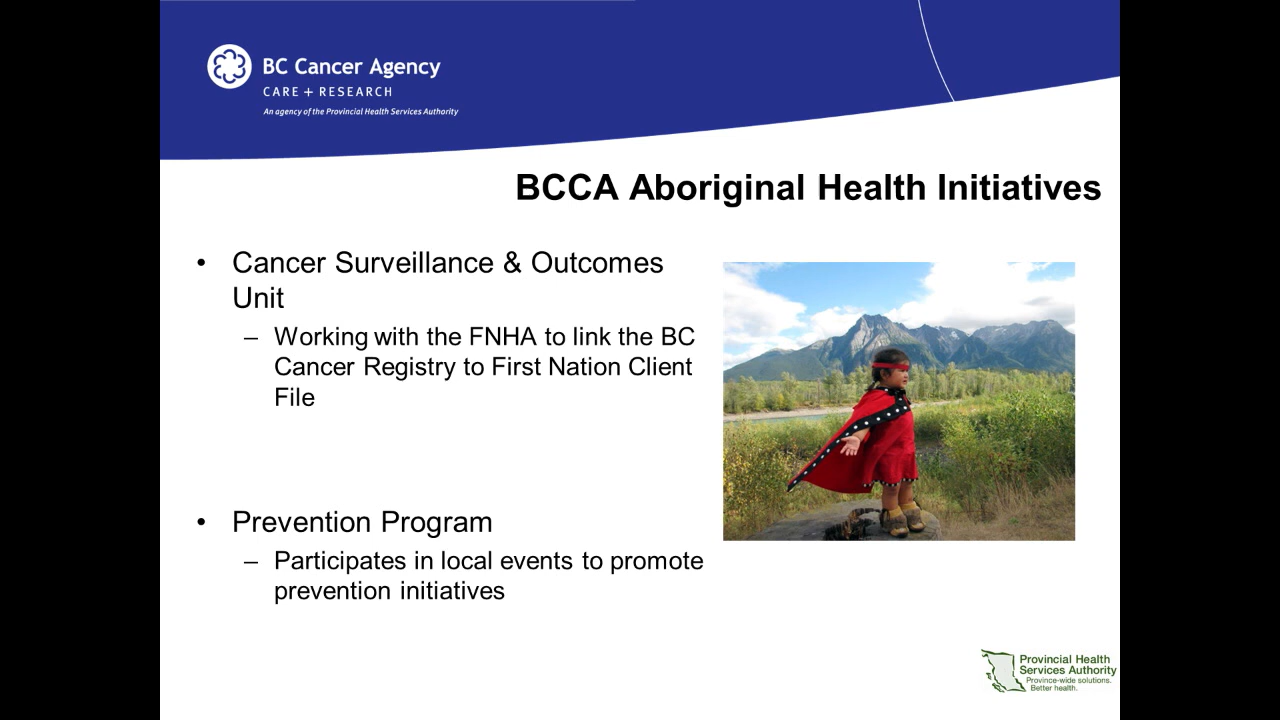 BC Cancer Agency
CARE + RESEARCH
An agency of the Provincial Health Services Authority
BCCA Aboriginal Health Initiatives
• Cancer Surveillance & Outcomes
Unit
– Working with the FNHA to link the BC
Cancer Registry to First Nation Client
File
• Prevention Program
– Participates in local events to promote
prevention initiatives
Provincial Health
Services Authority
Province-wide solutions.
Better health.